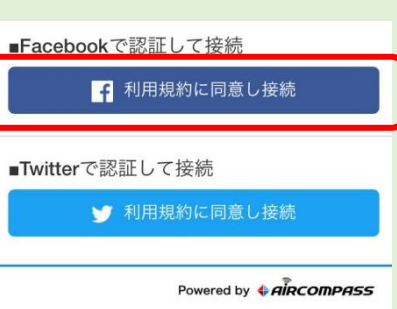 ■Facebookで認証して接続
利用規約に同意し接続
■Twitterで認証して接続
利用規約に同意し接続
Powered by AIRCOMPASS